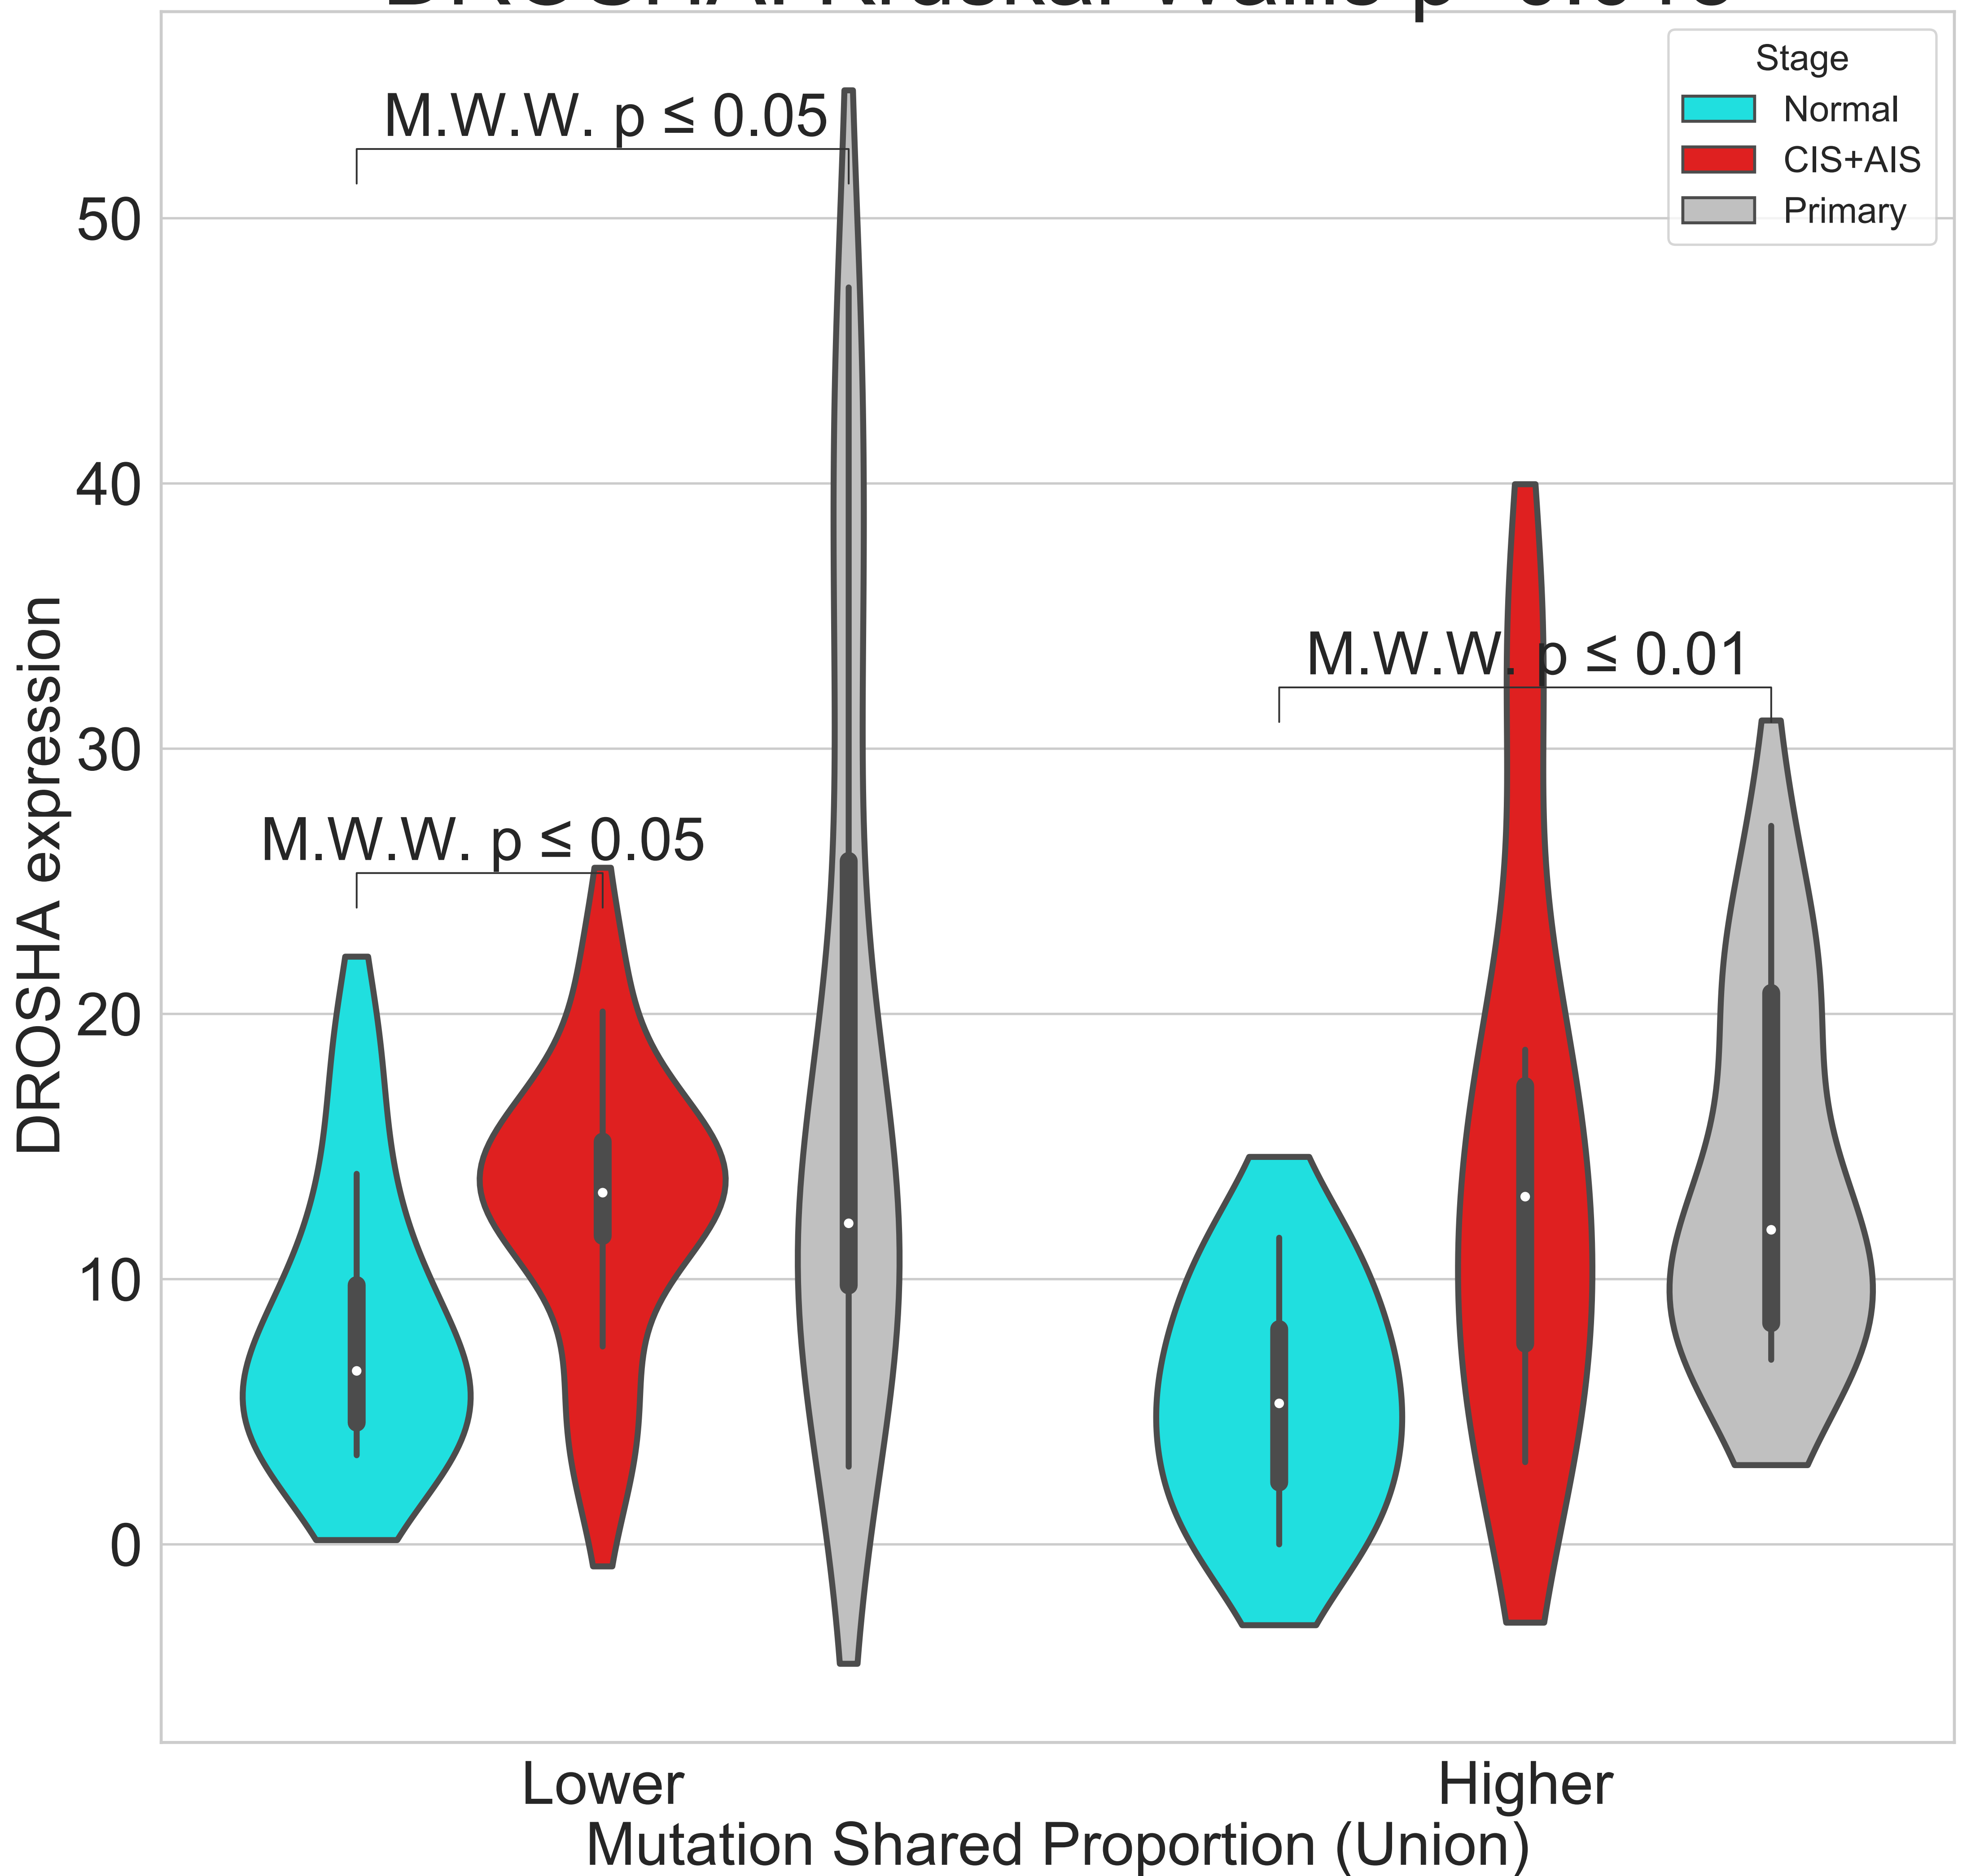 Stage
Normal
CIS+AIS
Primary
M.W.W. p ≤ 0.05
M.W.W. p ≤ 0.01
M.W.W. p ≤ 0.05
50
40
30
20
10
0
DROSHA expression
Lower
Higher
Mutation Shared Proportion (Union)